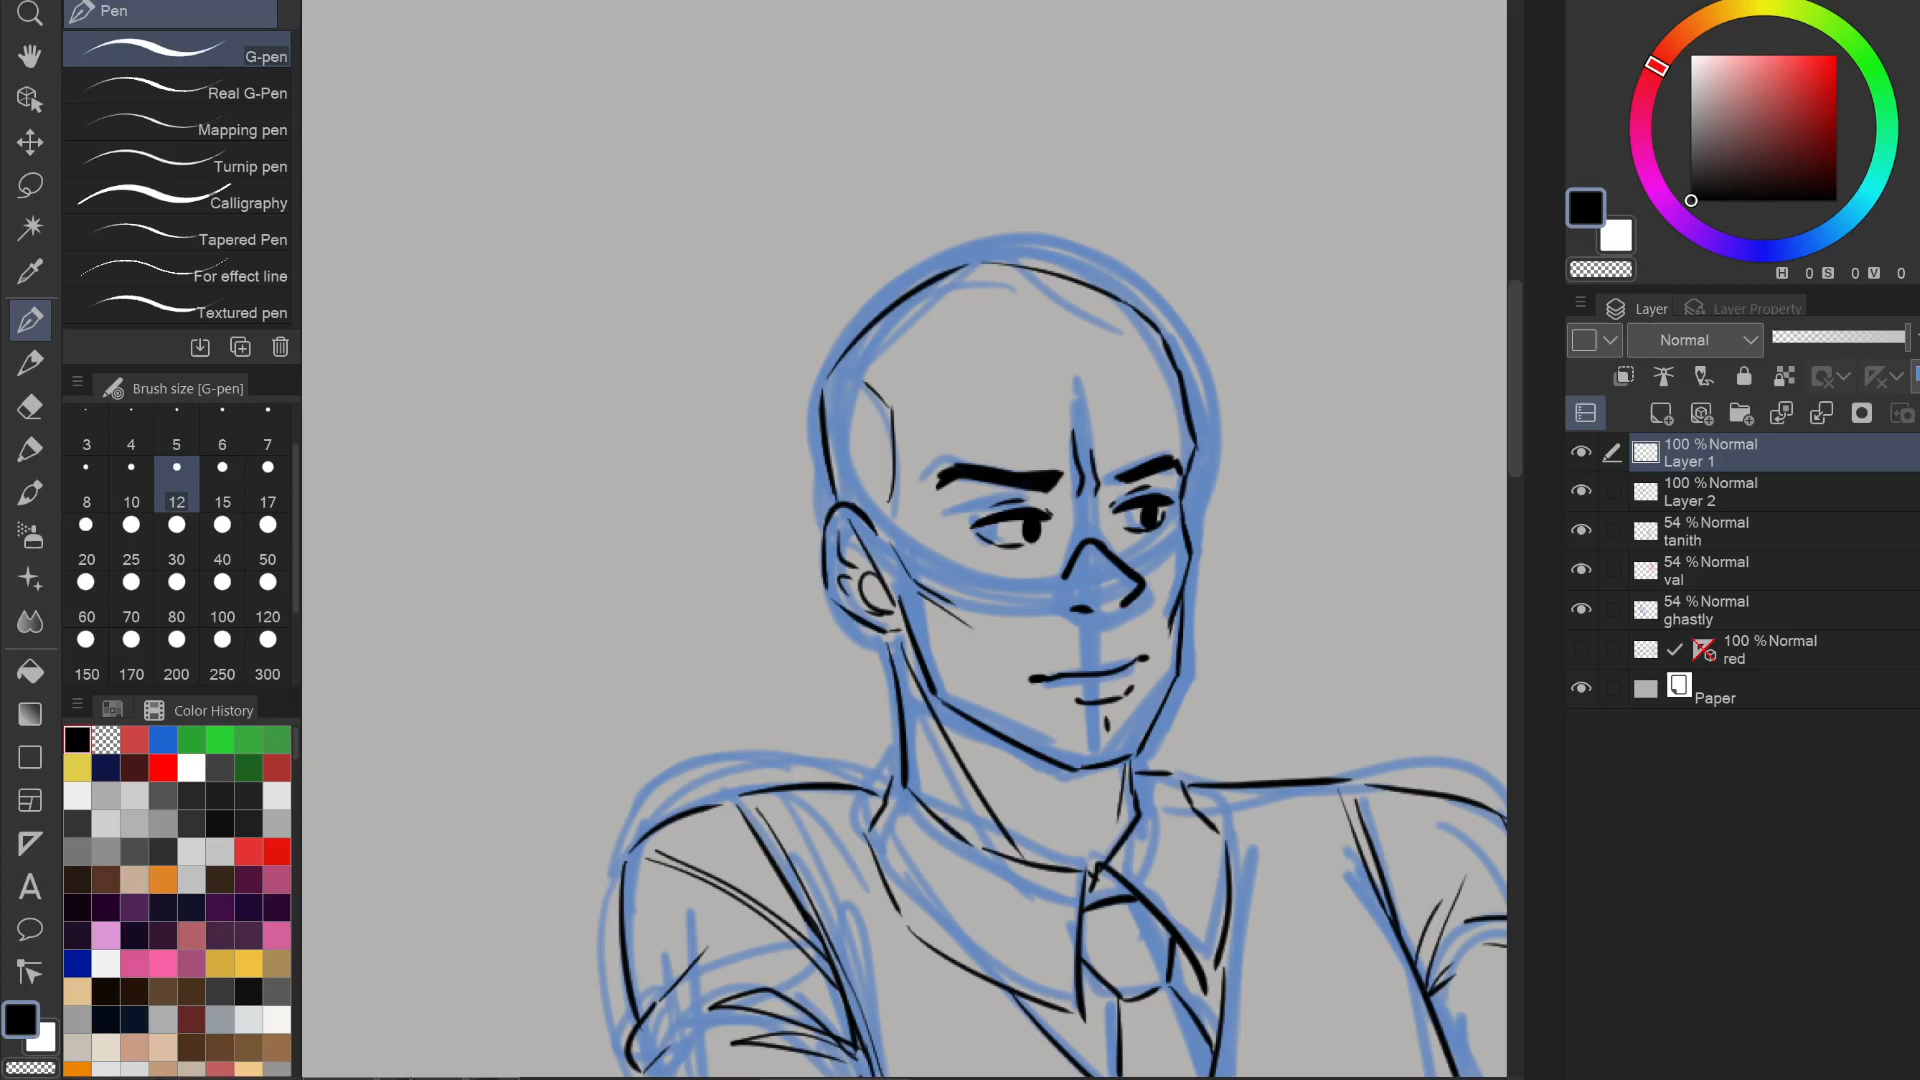 Pen
G-pen
Real G-Pen
Mapping pen
Turnip pen
Calligraphy
Tapered Pen
For effect line
Textured pen
Brush size [G-pen]
3 4 5 6 7
8 10 12 15 17
20 25 30 40 50
60 70 80 100 120
150 170 200 250 300
Color History
H 0 S 0 V 0
Layer Layer Property
Normal
100 % Normal
Layer 1
100 % Normal
Layer 2
54 % Normal
tanith
54 % Normal
val
54 % Normal
ghastly
100 % Normal
red
Paper